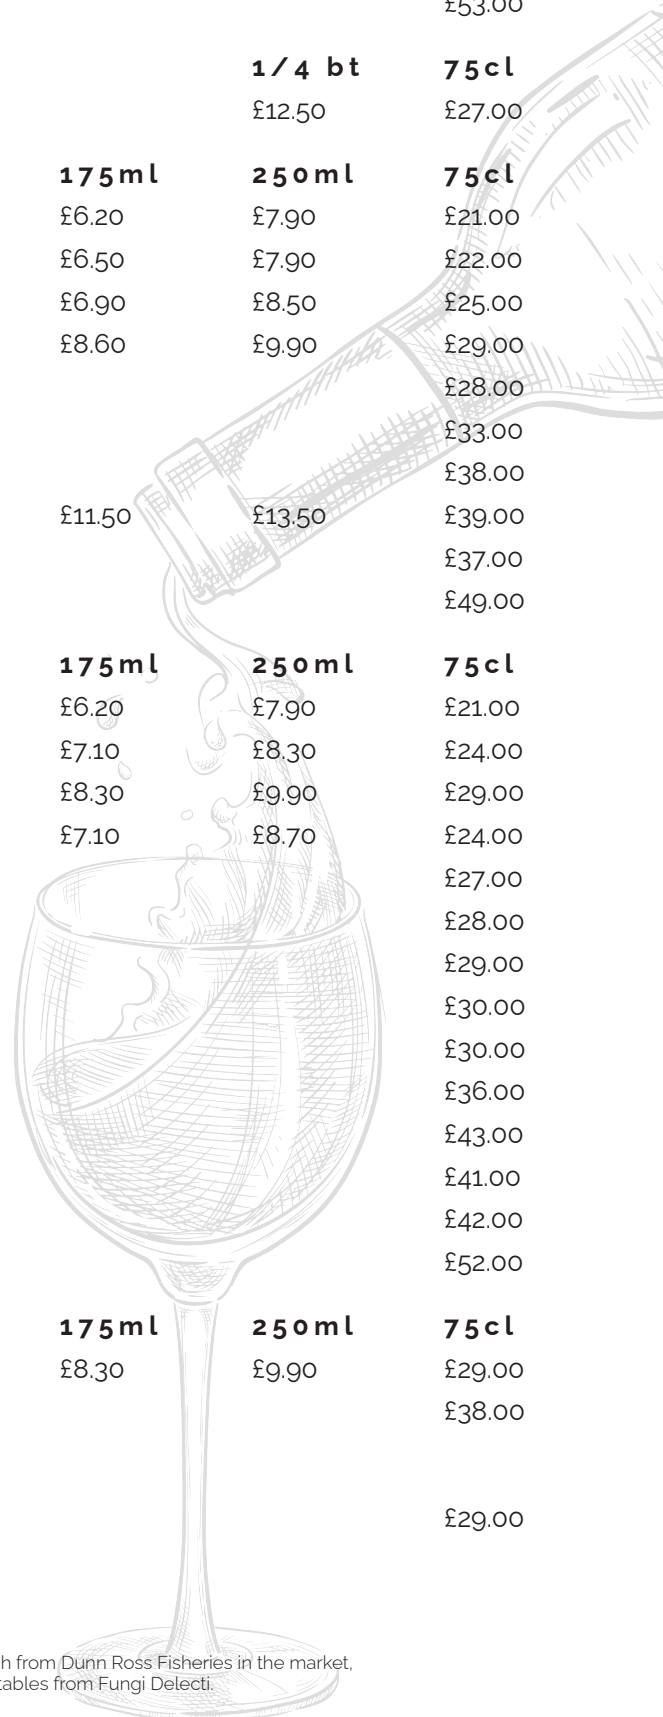 £53.00
1/4 bt 75cl
£12.50 £27.00
175ml 250ml 75cl
£6.20 £7.90 £21.00
£6.50 £7.90 £22.00
£6.90 £8.50 £25.00
£8.60 £9.90 £29.00
£28.00
£33.00
£38.00
£11.50 £13.50 £39.00
£37.00
£49.00
175ml 250ml 75cl
£6.20 £7.90 £21.00
£7.10 £8.30 £24.00
£8.30 £9.90 £29.00
£7.10 £8.70 £24.00
£27.00
£28.00
£29.00
£30.00
£30.00
£36.00
£43.00
£41.00
£42.00
£52.00
175ml 250ml 75cl
£8.30 £9.90 £29.00
£38.00
£29.00
h from Dunn Ross Fisheries in the market,
tables from Fungi Delecti.